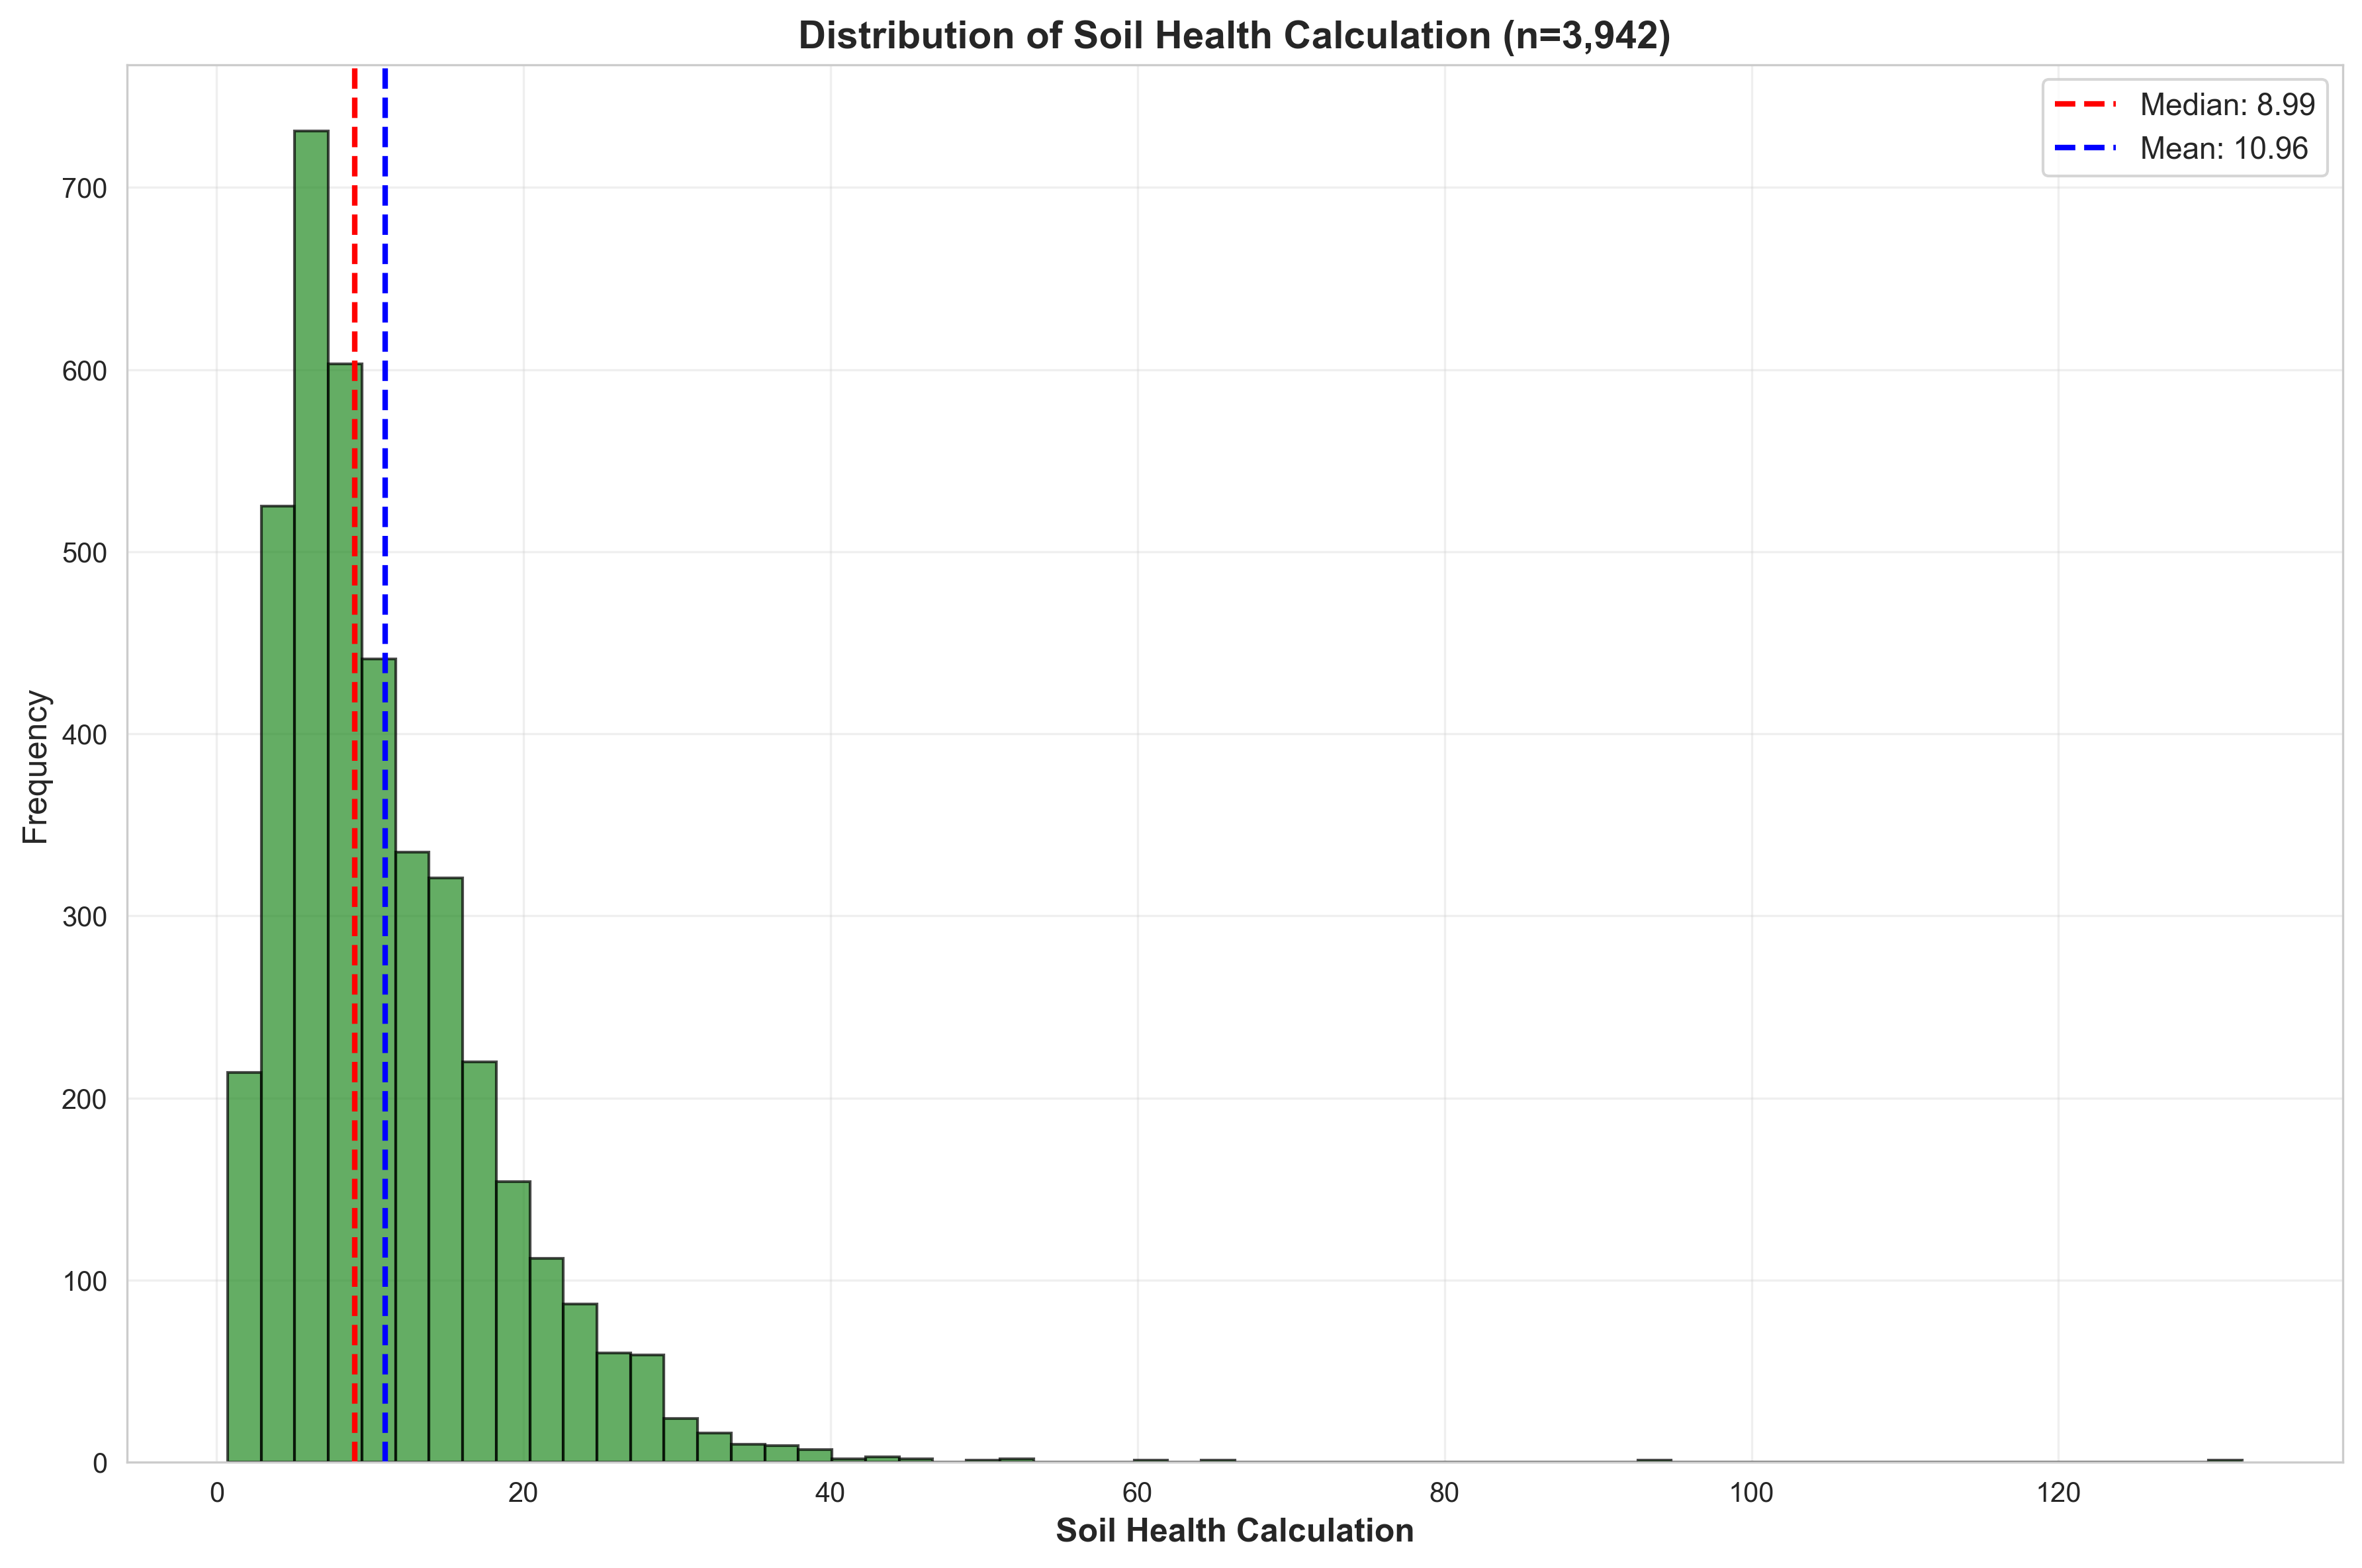 Distribution of Soil Health Calculation (n=3,942)
Median: 8.99
Mean: 10.96
700
600
500
400
300
200
100
0
Frequency
0 20 40 60 80 100 120
Soil Health Calculation